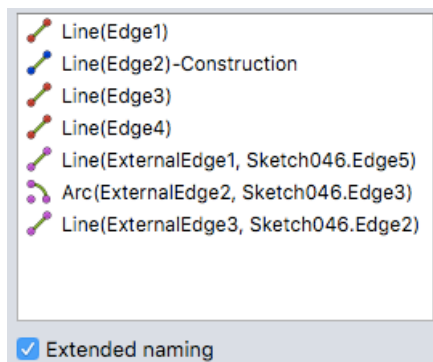 Line(Edge1)
Line(Edge2)-Construction
Line(Edge3)
Line(Edge4)
Line(ExternalEdge1, Sketch046.Edge5)
Arc(ExternalEdge2, Sketch046.Edge3)
Line(ExternalEdge3, Sketch046.Edge2)
Extended naming